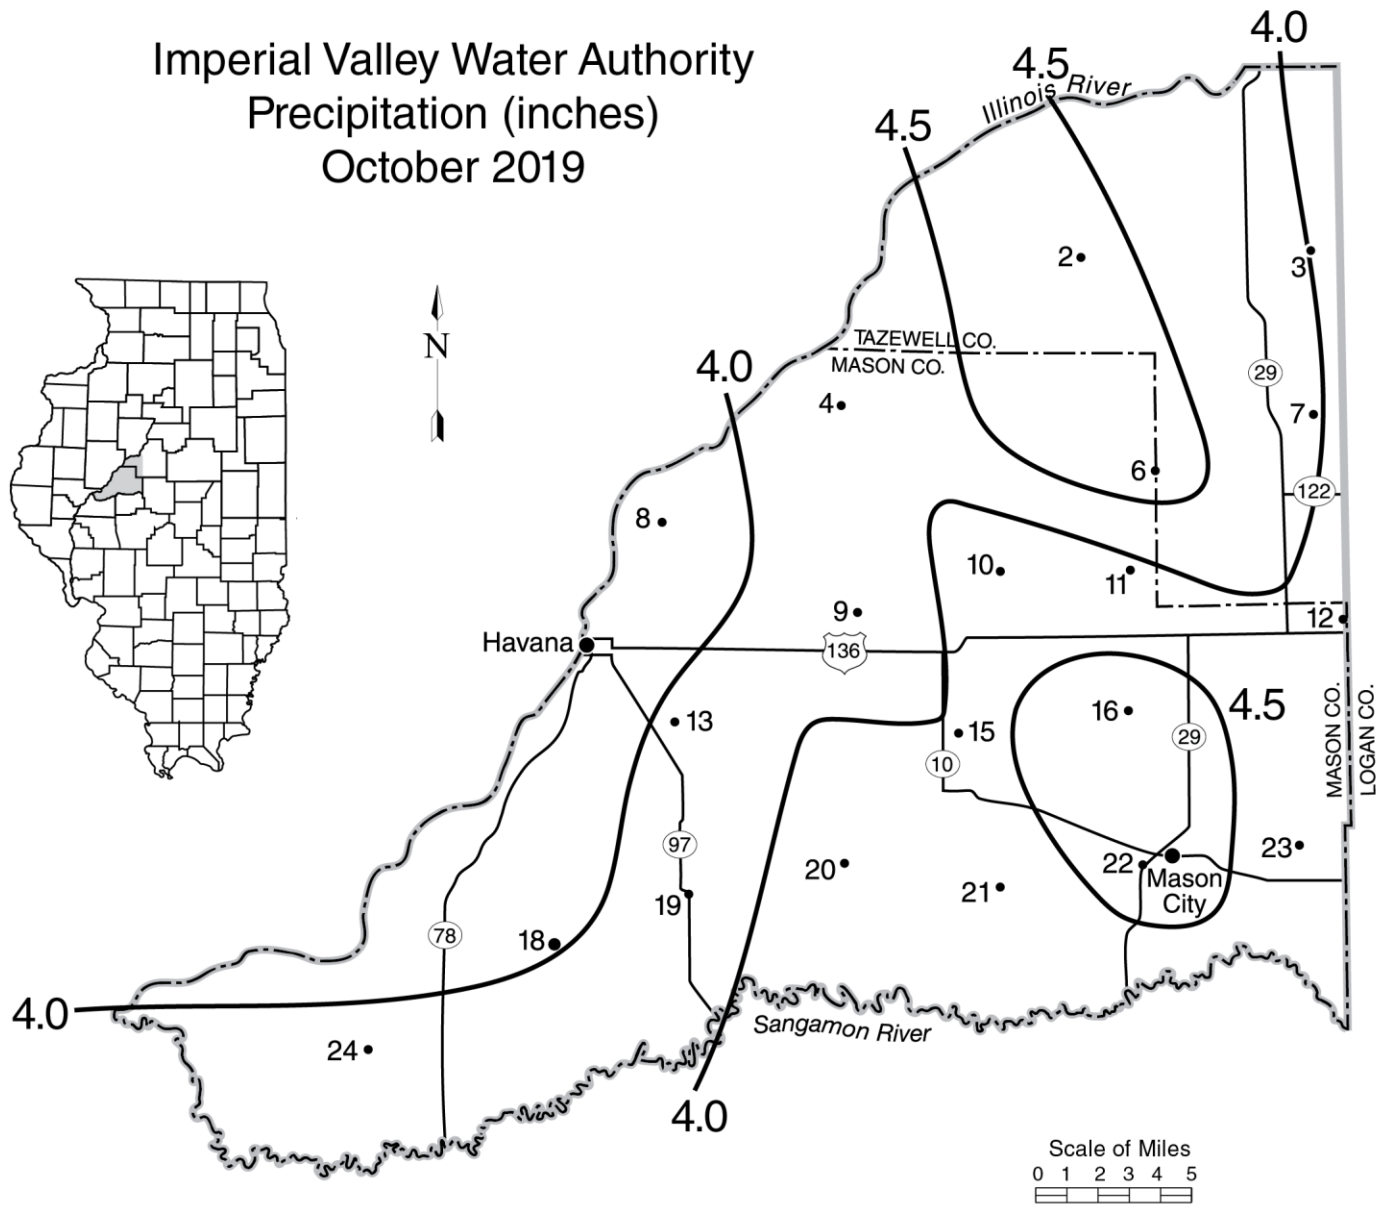 Imperial Valley Water Authority
Precipitation (inches)
October 2019
4.0
4.5
Illinois River
4.5
2
3
N
TAZEWELL CO.
MASON CO.
4.0
29
4
7
6
122
8
10
11
9
12
Havana
136
16
4.5
13
15
29
10
MASON CO.
LOGAN CO.
97
20
22
23
Mason
City
21
19
78
18
4.0
Sangamon River
24
4.0
Scale of Miles
0 1 2 3 4 5